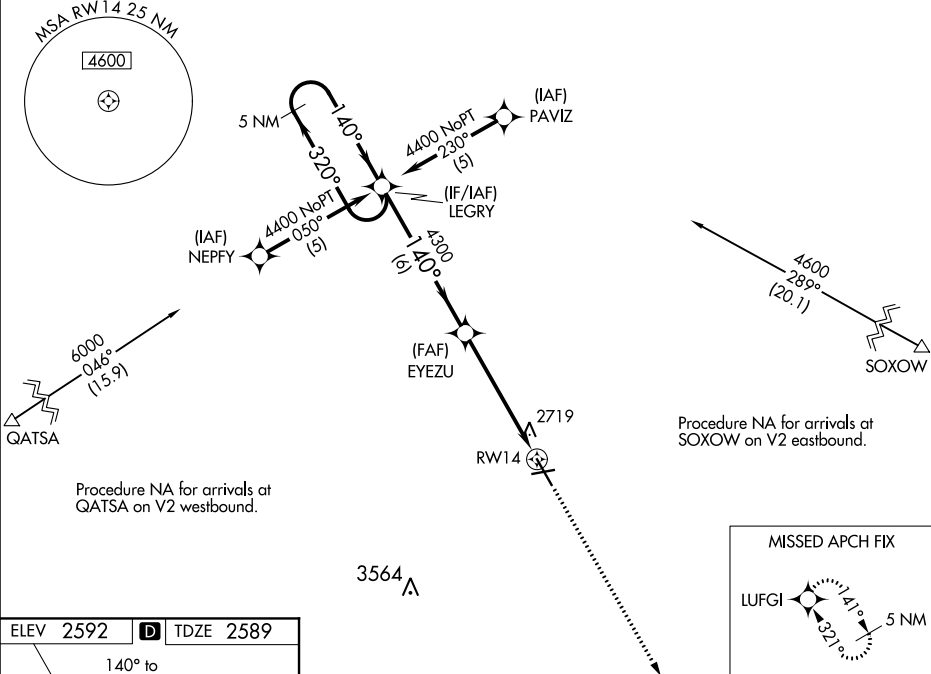 MSA RW14 25 NM
4600
5 NM
140°
320°
(IAF)
PAVIZ
4400 NoPT
230°
(5)
(IF/IAF)
LEGRY
4400 NoPT
050°
(5)
(IAF)
NEPFY
4300
140°
(6)
4600
289°
(20.1)
SOXOW
6000
046°
(15.9)
QATSA
(FAF)
EYEZU
2719
RW14
Procedure NA for arrivals at
SOXOW on V2 eastbound.
Procedure NA for arrivals at
QATSA on V2 westbound.
3564
MISSED APCH FIX
LUFGI
141°
321°
5 NM
ELEV 2592 D TDZE 2589
140° to